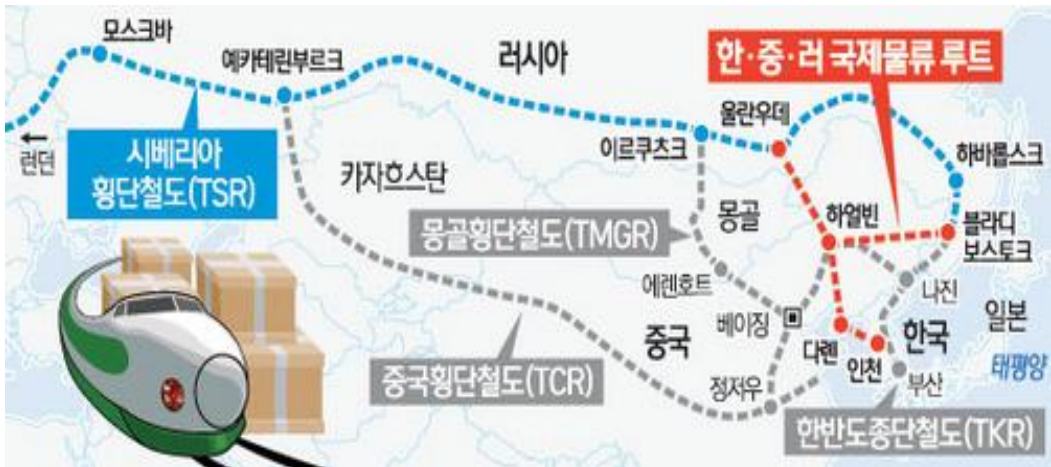 모스크바
예카테린부르크
러시아
한·중·러 국제물류 루트
울란우데
이르쿠츠크
하바롭스크
←
런던
시베리아
횡단철도(TSR)
카자흐스탄
몽골횡단철도(TMGR)
몽골
하얼빈
블라디
보스토크
에렌호트
나진
베이징
중국
다롄
인천
한국
일본
태평양
중국횡단철도(TCR)
정저우
부산
한반도종단철도(TKR)